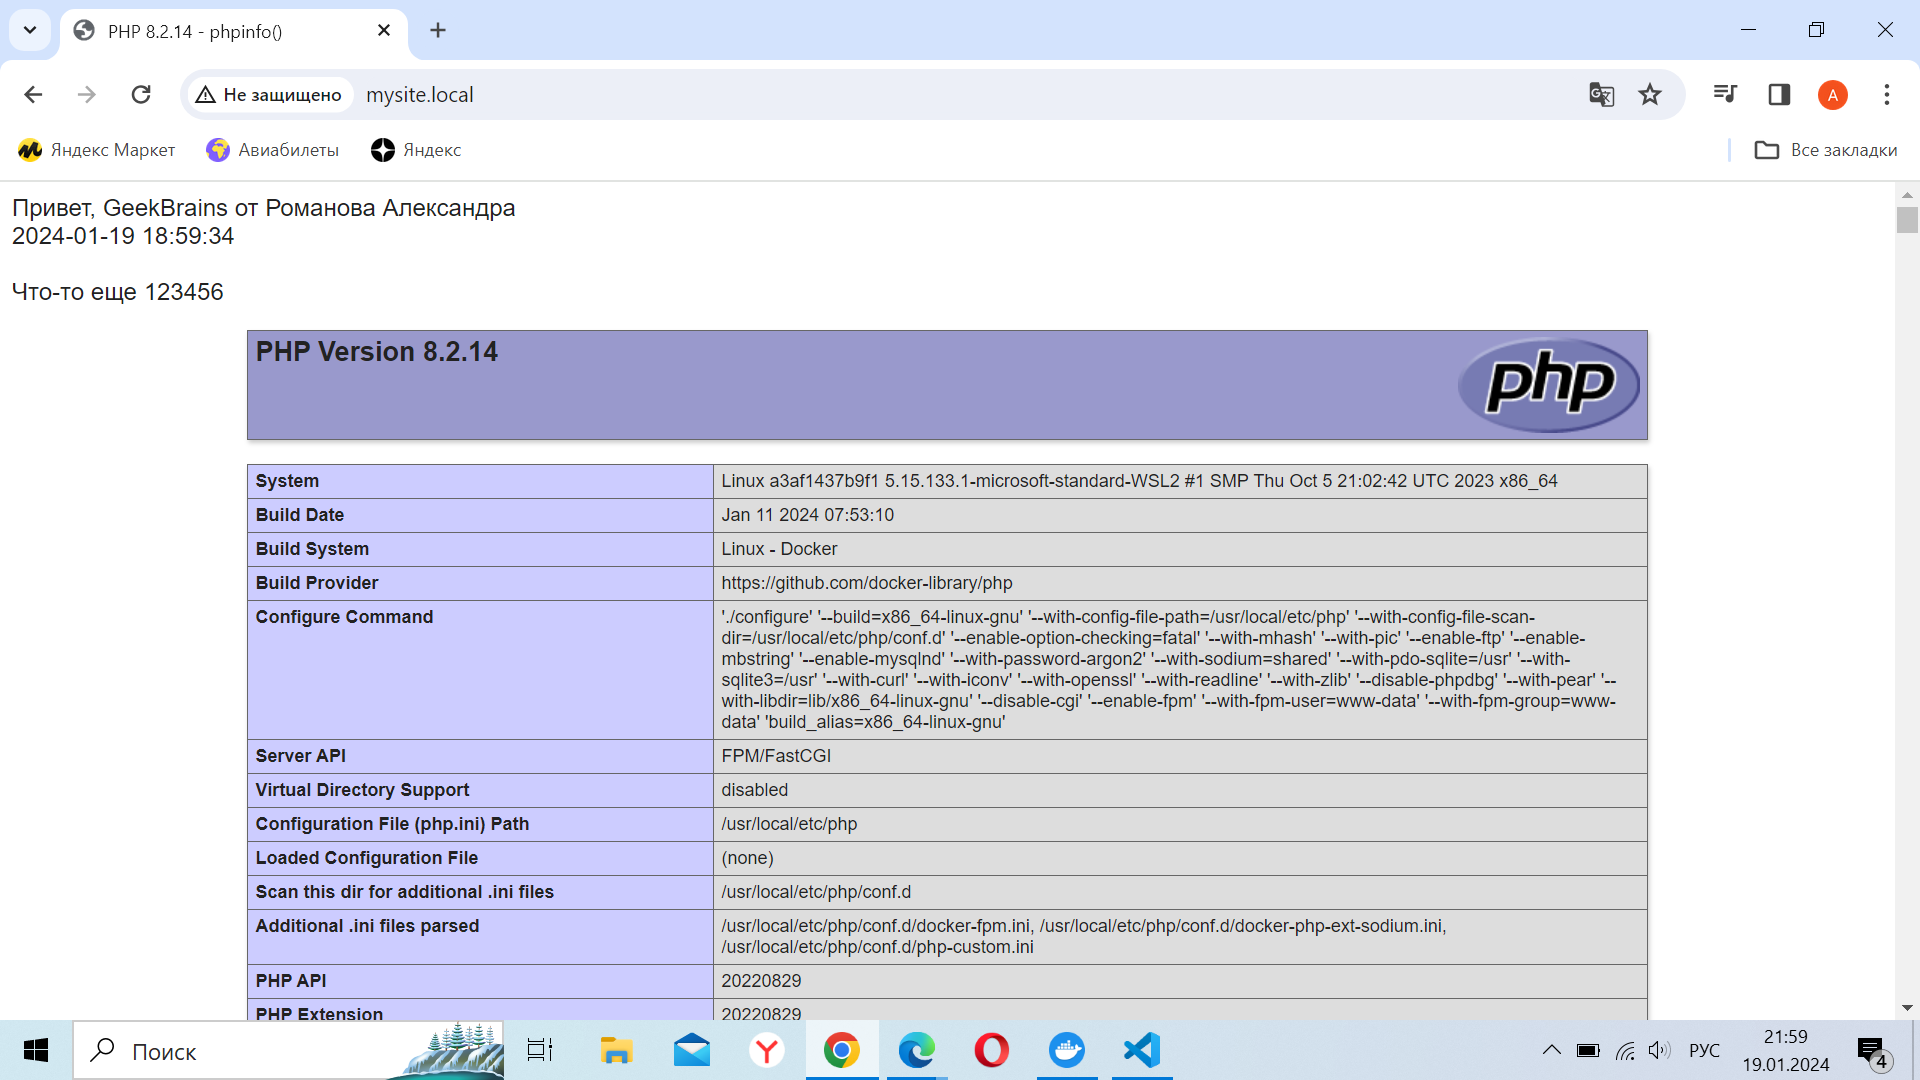 PHP 8.2.14 - phpinfo()
Не защищено
mysite.local
Яндекс Маркет
Авиабилеты
Яндекс
Все закладки
A
Привет, GeekBrains от Романова Александра
2024-01-19 18:59:34
Что-то еще 123456
PHP Version 8.2.14
php
System Linux a3af1437b9f1 5.15.133.1-microsoft-standard-WSL2 #1 SMP Thu Oct 5 21:02:42 UTC 2023 x86_64
Build Date Jan 11 2024 07:53:10
Build System Linux - Docker
Build Provider https://github.com/docker-library/php
Configure Command './configure' '--build=x86_64-linux-gnu' '--with-config-file-path=/usr/local/etc/php' '--with-config-file-scan-
dir=/usr/local/etc/php/conf.d' '--enable-option-checking=fatal' '--with-mhash' '--with-pic' '--enable-ftp' '--enable-
mbstring' '--enable-mysqlnd' '--with-password-argon2' '--with-sodium=shared' '--with-pdo-sqlite=/usr' '--with-
sqlite3=/usr' '--with-curl' '--with-iconv' '--with-openssl' '--with-readline' '--with-zlib' '--disable-phpdbg' '--with-pear' '--
with-libdir=lib/x86_64-linux-gnu' '--disable-cgi' '--enable-fpm' '--with-fpm-user=www-data' '--with-fpm-group=www-
data' 'build_alias=x86_64-linux-gnu'
Server API FPM/FastCGI
Virtual Directory Support disabled
Configuration File (php.ini) Path /usr/local/etc/php
Loaded Configuration File (none)
Scan this dir for additional .ini files /usr/local/etc/php/conf.d
Additional .ini files parsed /usr/local/etc/php/conf.d/docker-fpm.ini, /usr/local/etc/php/conf.d/docker-php-ext-sodium.ini,
/usr/local/etc/php/conf.d/php-custom.ini
PHP API 20220829
PHP Extension 20220829
Поиск
РУС
21:59
19.01.2024
4